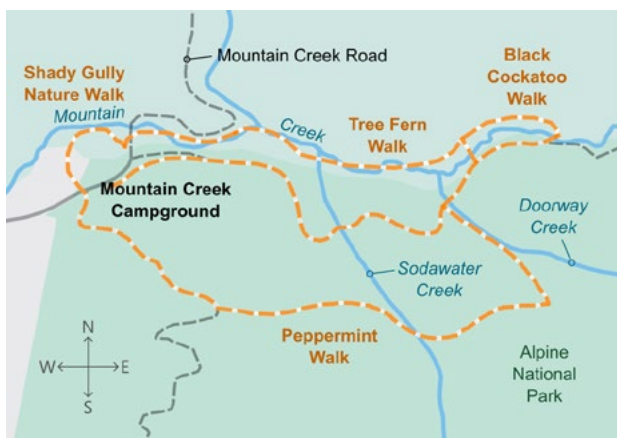 Mountain Creek Road
Black
Cockatoo
Walk
Shady Gully
Nature Walk
Mountain
Creek
Tree Fern
Walk
Mountain Creek
Campground
Doorway
Creek
Sodawater
Creek
Peppermint
Walk
Alpine
National
Park
N
W E
S